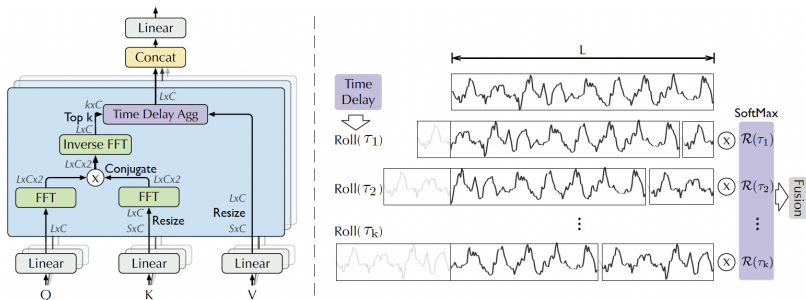 Linear
Concat
LxC
kxC
Top k
Time Delay Agg
LxC
Inverse FFT
LxCx2
Conjugate
X
LxCx2
LxCx2
FFT
FFT
LxC
LxC
Resize
Resize
LxC
SxC
SxC
Linear
Linear
Linear
Q
K
V
L
Time
Delay
SoftMax
Roll(τ1)
X
R(τ1)
Roll(τ2)
X
R(τ2)
Fusion
⋮
⋮
Roll(τk)
X
R(τk)